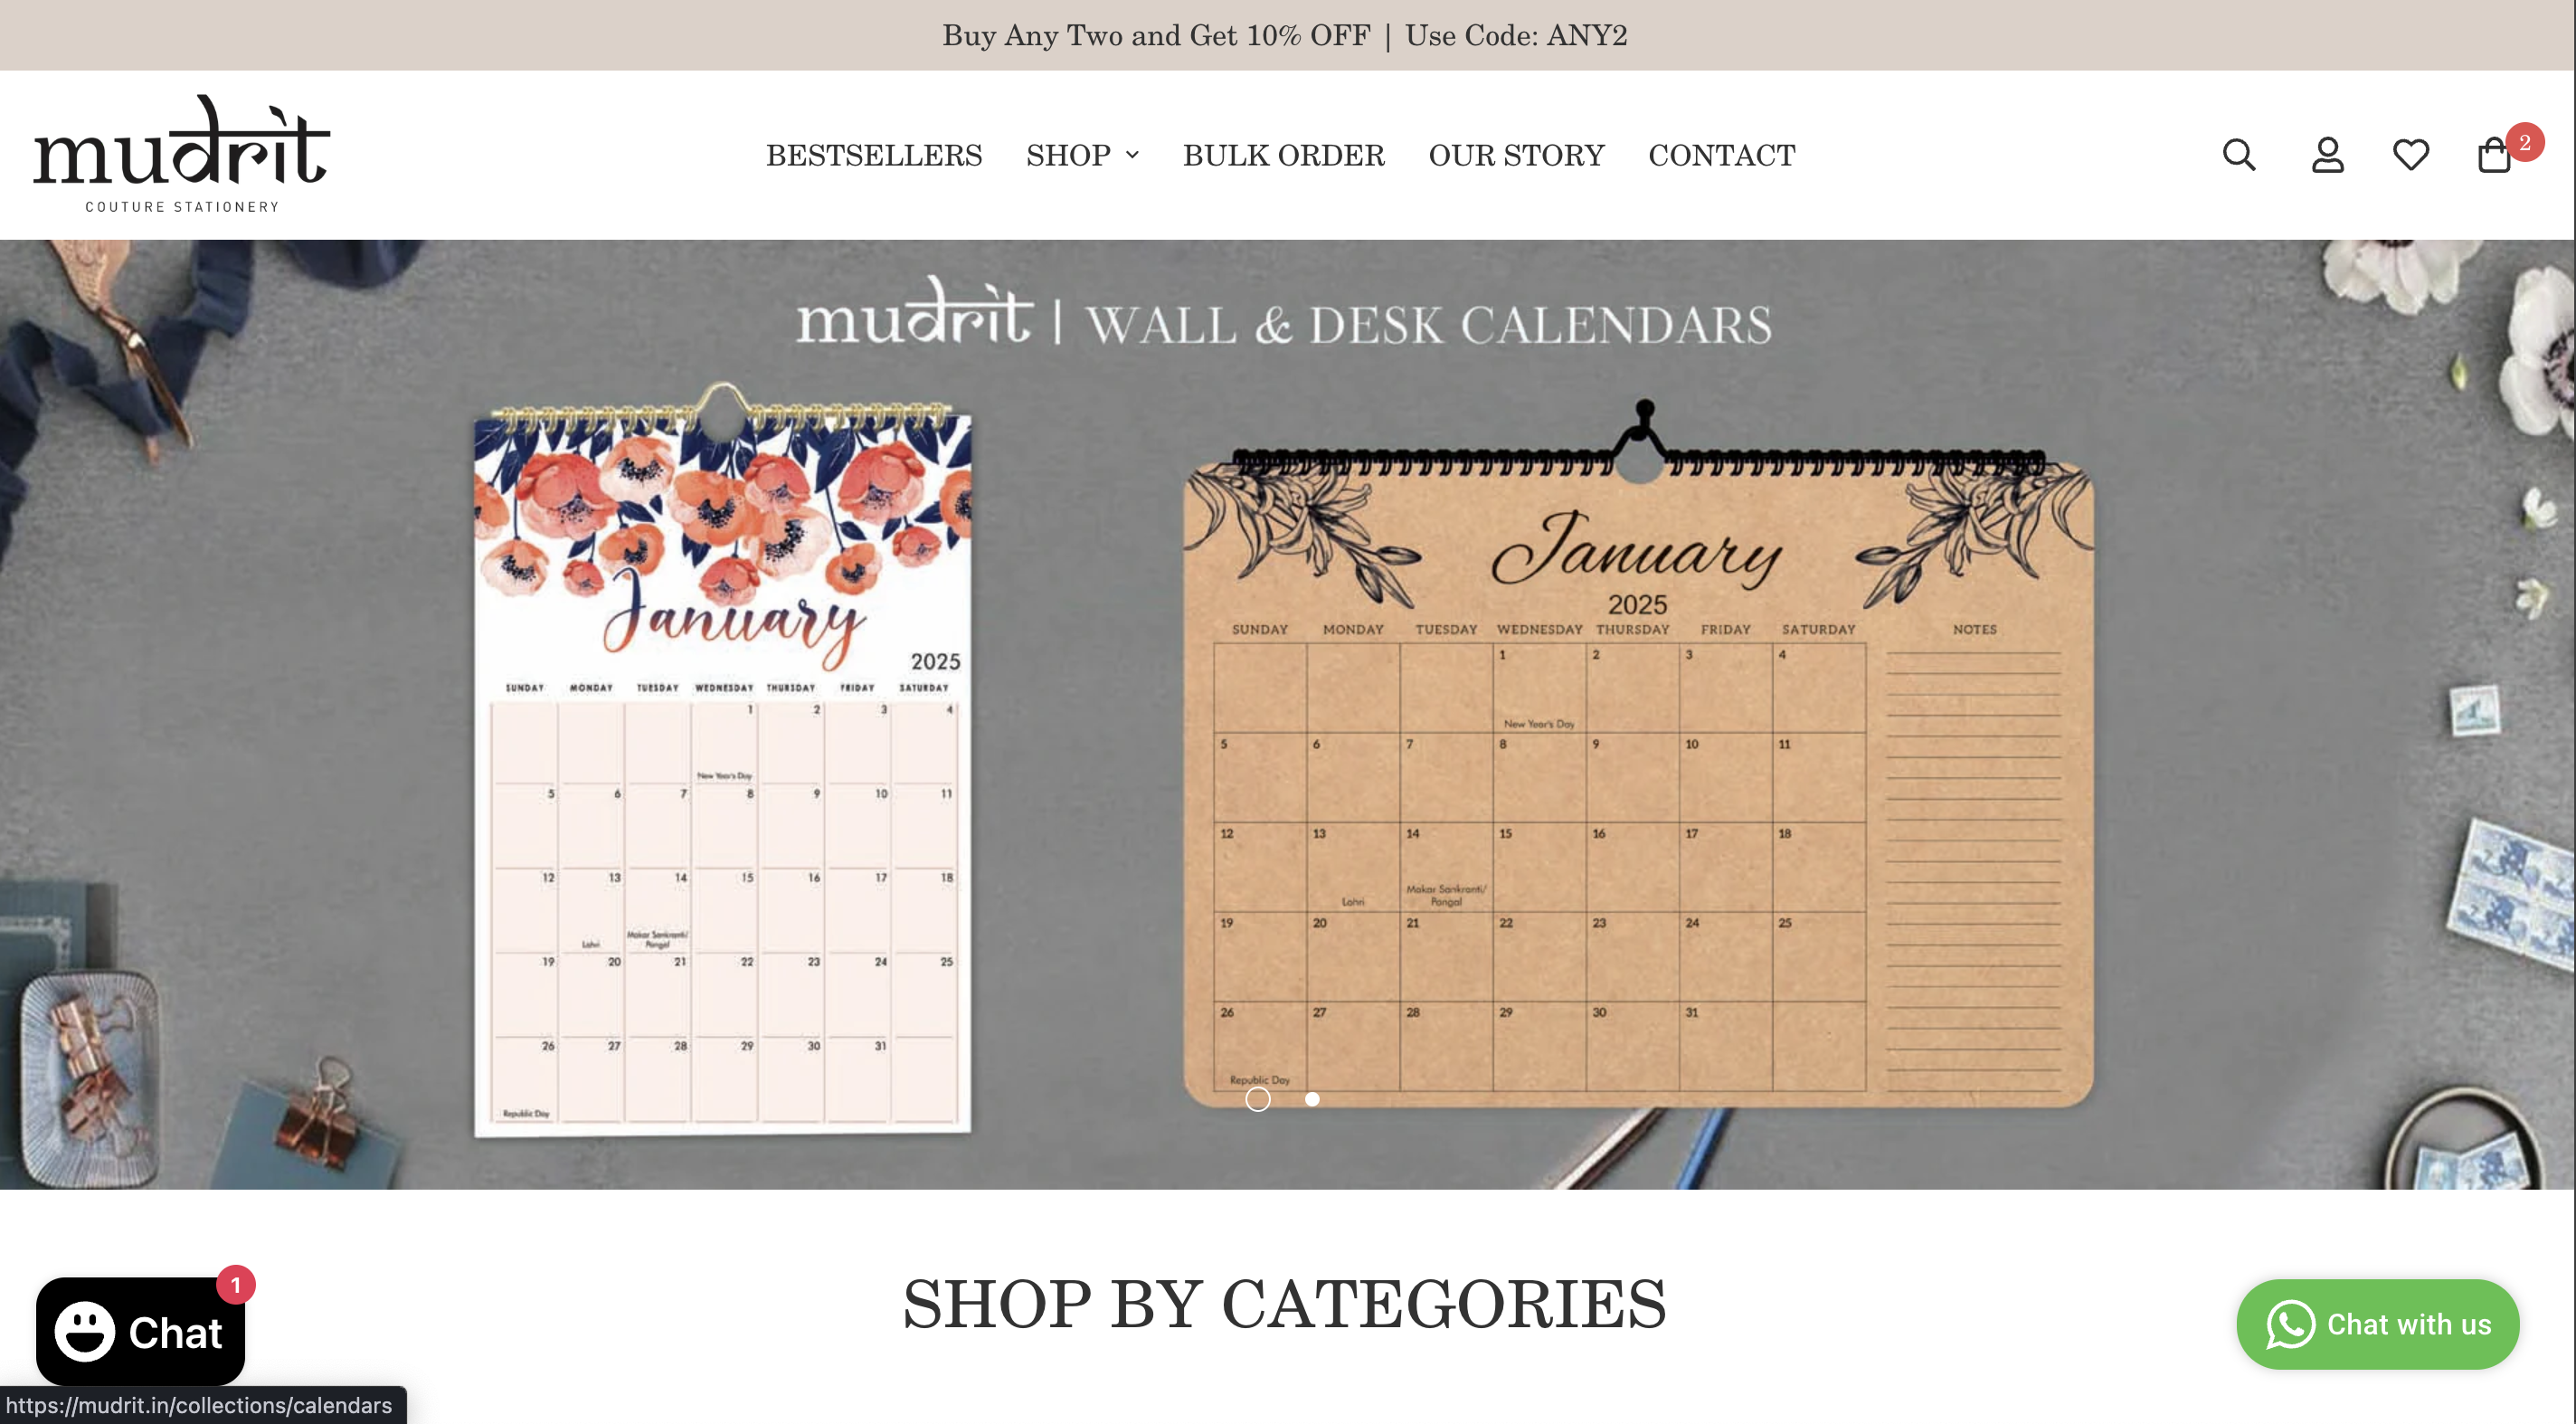 Buy Any Two and Get 10% OFF | Use Code: ANY2
mudrit
COUTURE STATIONERY
BESTSELLERS SHOP BULK ORDER OUR STORY CONTACT
2
mudrit | WALL & DESK CALENDARS
January
2025
SUNDAY MONDAY TUESDAY WEDNESDAY THURSDAY FRIDAY SATURDAY
1 2 3 4
New Year's Day
5 6 7 8 9 10 11
12 13 14 15 16 17 18
Lohri Makar Sankranti/
Pongal
19 20 21 22 23 24 25
26 27 28 29 30 31
Republic Day
January
2025
SUNDAY MONDAY TUESDAY WEDNESDAY THURSDAY FRIDAY SATURDAY NOTES
1 2 3 4
New Year's Day
5 6 7 8 9 10 11
12 13 14 15 16 17 18
Lohri Makar Sankranti/
Pongal
19 20 21 22 23 24 25
26 27 28 29 30 31
Republic Day
SHOP BY CATEGORIES
1
Chat
Chat with us
https://mudrit.in/collections/calendars